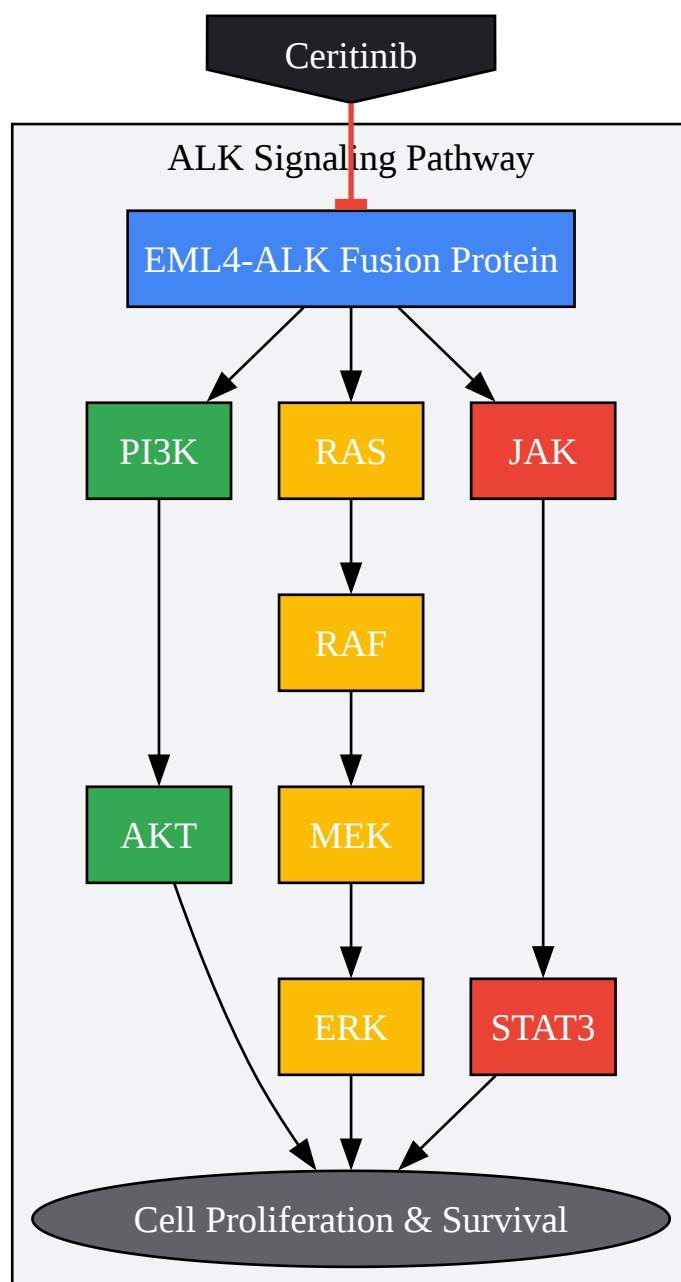 Ceritinib
ALK Signaling Pathway
EML4-ALK Fusion Protein
PI3K
RAS
JAK
RAF
AKT
MEK
ERK
STAT3
Cell Proliferation & Survival